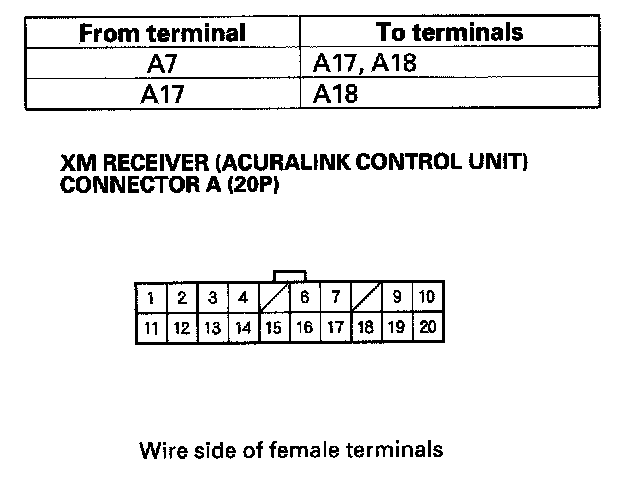 From terminal To terminals
A7 A17, A18
A17 A18
XM RECEIVER (ACURALINK CONTROL UNIT)
CONNECTOR A (20P)
1 2 3 4 6 7 9 10
11 12 13 14 15 16 17 18 19 20
Wire side of female terminals